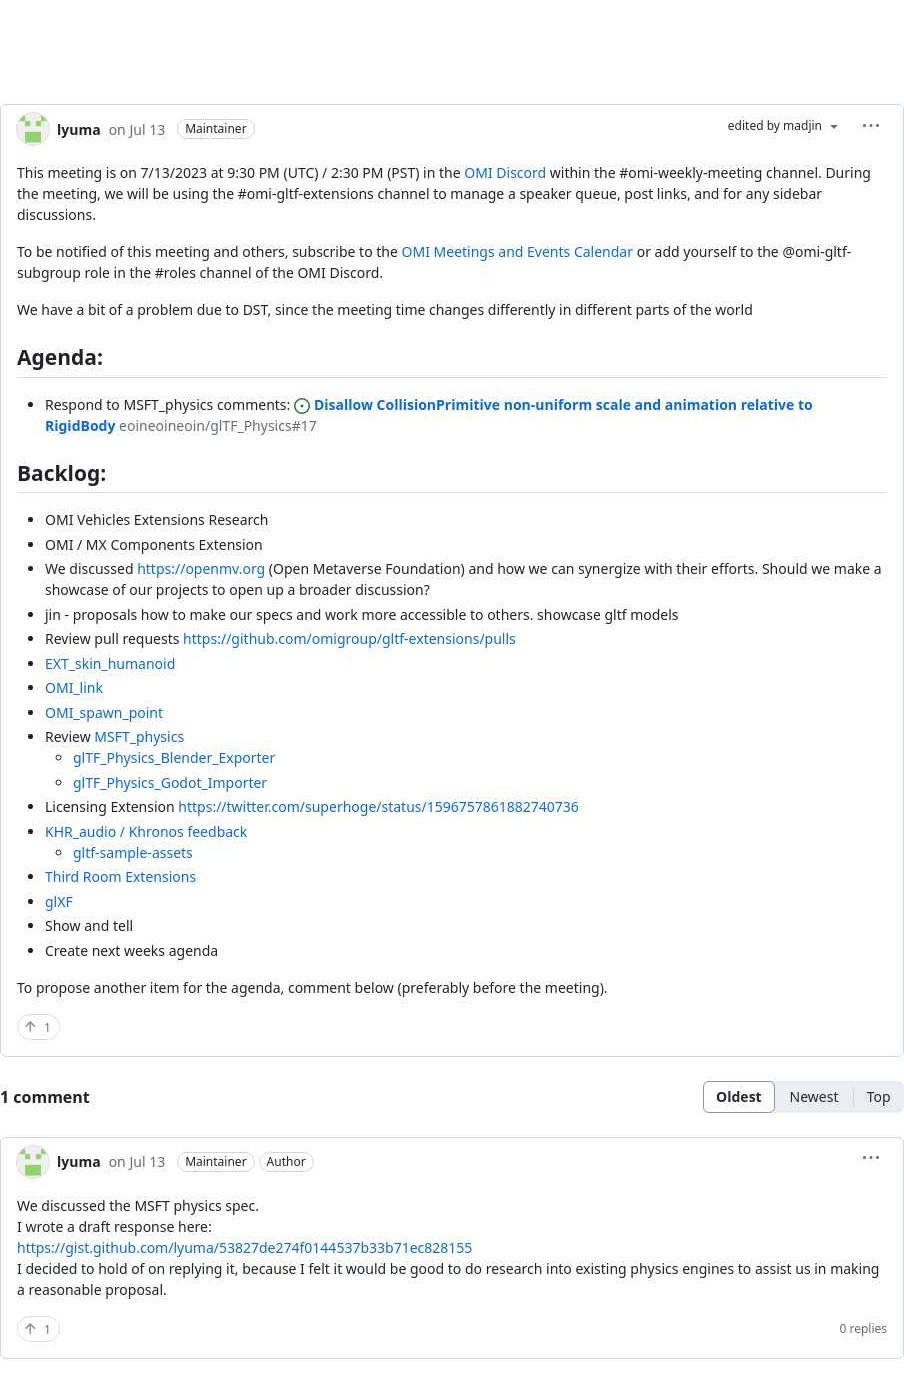 lyuma on Jul 13 Maintainer edited by madjin
This meeting is on 7/13/2023 at 9:30 PM (UTC) / 2:30 PM (PST) in the OMI Discord within the #omi-weekly-meeting channel. During
the meeting, we will be using the #omi-gltf-extensions channel to manage a speaker queue, post links, and for any sidebar
discussions.
To be notified of this meeting and others, subscribe to the OMI Meetings and Events Calendar or add yourself to the @omi-gltf-
subgroup role in the #roles channel of the OMI Discord.
We have a bit of a problem due to DST, since the meeting time changes differently in different parts of the world
Agenda:
• Respond to MSFT_physics comments: Disallow CollisionPrimitive non-uniform scale and animation relative to
RigidBody eoineoineoin/glTF_Physics#17
Backlog:
• OMI Vehicles Extensions Research
• OMI / MX Components Extension
• We discussed https://openmv.org (Open Metaverse Foundation) and how we can synergize with their efforts. Should we make a
showcase of our projects to open up a broader discussion?
• jin - proposals how to make our specs and work more accessible to others. showcase gltf models
• Review pull requests https://github.com/omigroup/gltf-extensions/pulls
• EXT_skin_humanoid
• OMI_link
• OMI_spawn_point
• Review MSFT_physics
◦ glTF_Physics_Blender_Exporter
◦ glTF_Physics_Godot_Importer
• Licensing Extension https://twitter.com/superhoge/status/1596757861882740736
• KHR_audio / Khronos feedback
◦ gltf-sample-assets
• Third Room Extensions
• glXF
• Show and tell
• Create next weeks agenda
To propose another item for the agenda, comment below (preferably before the meeting).
↑ 1
1 comment Oldest Newest Top
lyuma on Jul 13 Maintainer Author
We discussed the MSFT physics spec.
I wrote a draft response here:
https://gist.github.com/lyuma/53827de274f0144537b33b71ec828155
I decided to hold of on replying it, because I felt it would be good to do research into existing physics engines to assist us in making
a reasonable proposal.
↑ 1 0 replies